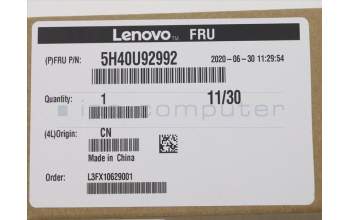 Lenovo™ FRU
(P)FRU P/N: 5H40U92992 2020-06-30 11:29:54
Quantity: 1 11/30
(4L)Origin: CN
Made in China
Order: L3FX10629001